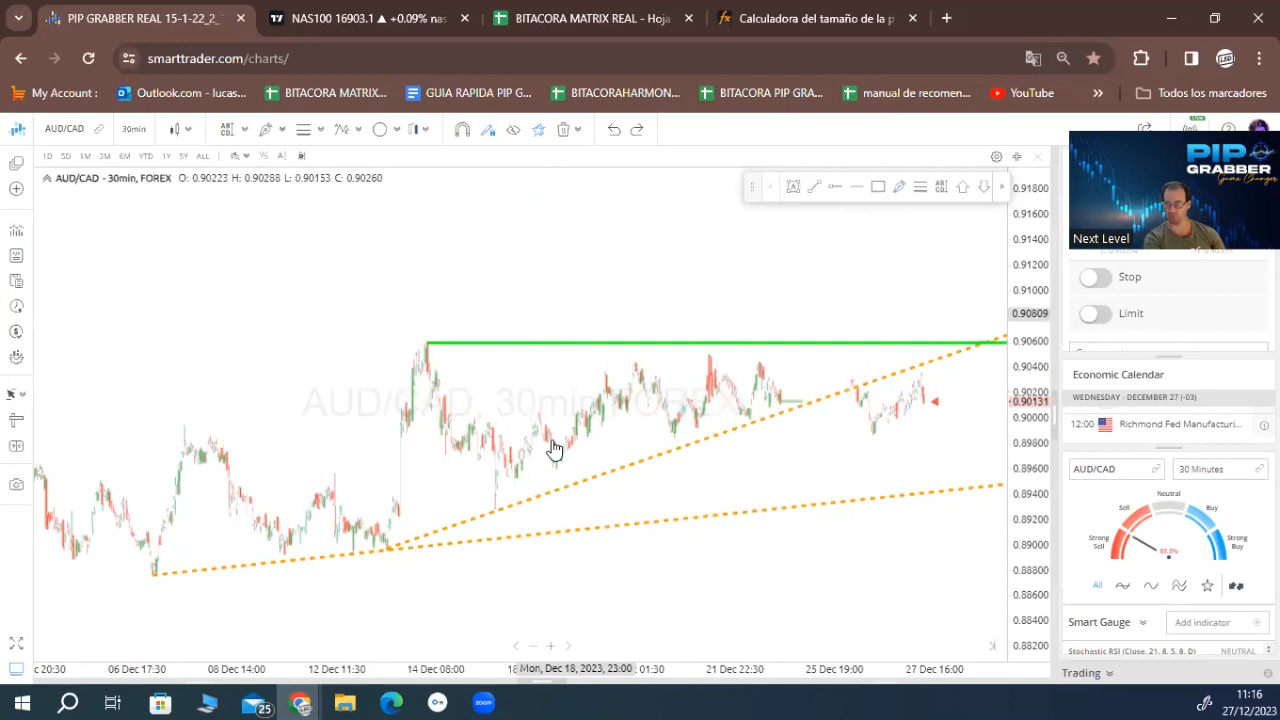 PIP GRABBER REAL 15-1-22_2_
NAS100 16903.1 ▲ +0.09% nas
BITACORA MATRIX REAL - Hoja
Calculadora del tamaño de la p
smarttrader.com/charts/
My Account :
Outlook.com - lucas...
BITACORA MATRIX...
GUIA RAPIDA PIP G...
BITACORAHARMON...
BITACORA PIP GRA...
manual de recomen...
YouTube
Todos los marcadores
AUD/CAD
30min
1D 5D 1M 3M 6M YTD 1Y 5Y ALL
AUD/CAD - 30min, FOREX O: 0.90223 H: 0.90288 L: 0.90153 C: 0.90260
AUD/CAD, 30min, FOREX
0.91800
0.91600
0.91400
0.91200
0.91000
0.90809
0.90600
0.90400
0.90200
0.90131
0.90000
0.89800
0.89600
0.89400
0.89200
0.89000
0.88800
0.88600
0.88400
0.88200
c 20:30
06 Dec 17:30
08 Dec 14:00
12 Dec 11:30
14 Dec 08:00
18
Mon, Dec 18, 2023, 23:00
01:30
21 Dec 22:30
25 Dec 19:00
27 Dec 16:00
PIP
GRABBER
Game Changer
Next Level
Stop
Limit
Economic Calendar
WEDNESDAY - DECEMBER 27 (-03)
12:00 Richmond Fed Manufacturi...
AUD/CAD
30 Minutes
Neutral
Sell
Buy
Strong
Sell
Strong
Buy
All
Smart Gauge
Add indicator
Stochastic RSI (Close, 21, 8, 5, 8, D) NEUTRAL
Trading
25
zoom
11:16
27/12/2023